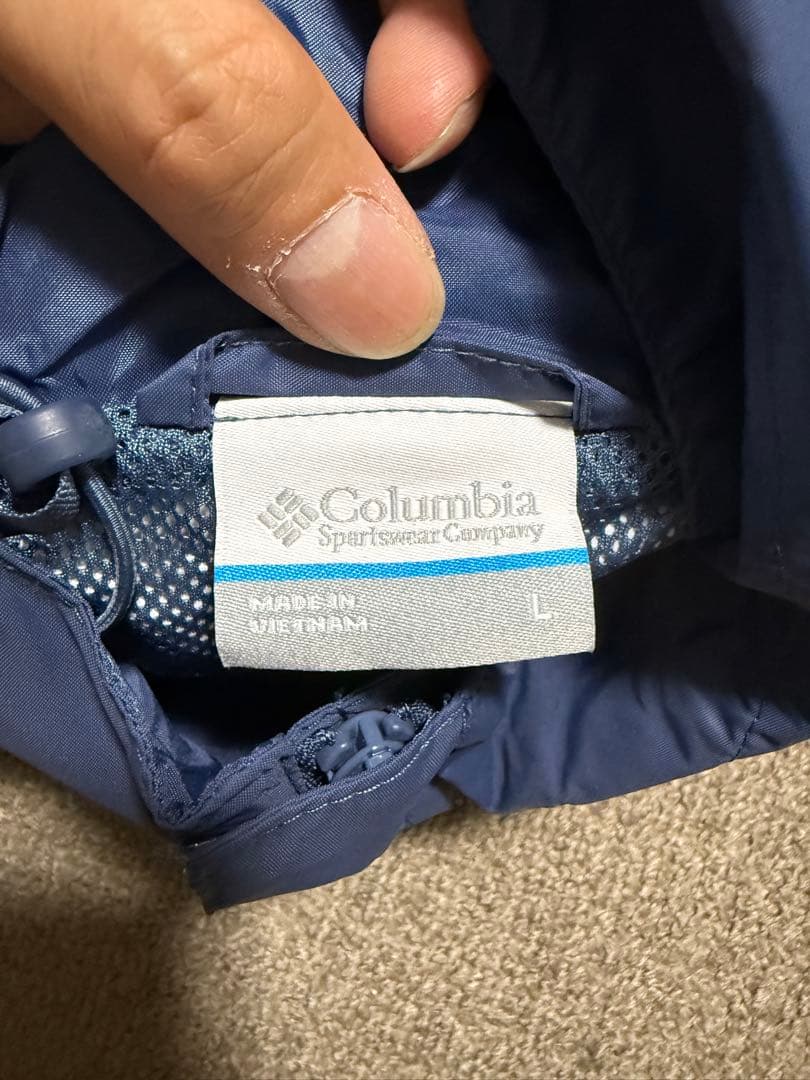 Columbia
Sportswear Company
MADE IN
VIETNAM
L